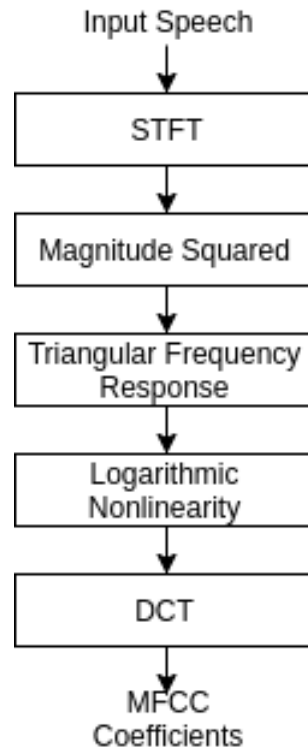 Input Speech
STFT
Magnitude Squared
Triangular Frequency
Response
Logarithmic
Nonlinearity
DCT
MFCC
Coefficients